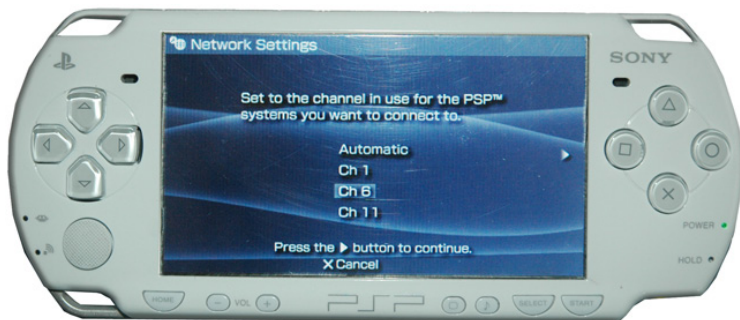 Network Settings
SONY
Set to the channel in use for the PSP™
systems you want to connect to.
Automatic
Ch 1
Ch 6
Ch 11
Press the ▶ button to continue.
✕ Cancel
POWER
HOLD
HOME
VOL
PSP
SELECT
START